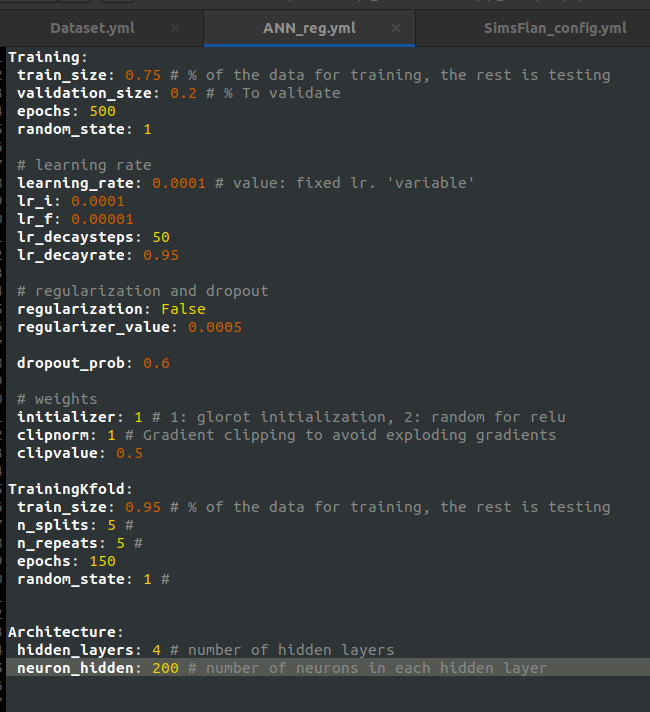 Dataset.yml × ANN_reg.yml × SimsFlan_config.yml
Training:
train_size: 0.75 # % of the data for training, the rest is testing
validation_size: 0.2 # % To validate
epochs: 500
random_state: 1
# learning rate
learning_rate: 0.0001 # value: fixed lr. 'variable'
lr_i: 0.0001
lr_f: 0.00001
lr_decaysteps: 50
lr_decayrate: 0.95
# regularization and dropout
regularization: False
regularizer_value: 0.0005
dropout_prob: 0.6
# weights
initializer: 1 # 1: glorot initialization, 2: random for relu
clipnorm: 1 # Gradient clipping to avoid exploding gradients
clipvalue: 0.5
TrainingKfold:
train_size: 0.95 # % of the data for training, the rest is testing
n_splits: 5 #
n_repeats: 5 #
epochs: 150
random_state: 1 #
Architecture:
hidden_layers: 4 # number of hidden layers
neuron_hidden: 200 # number of neurons in each hidden layer